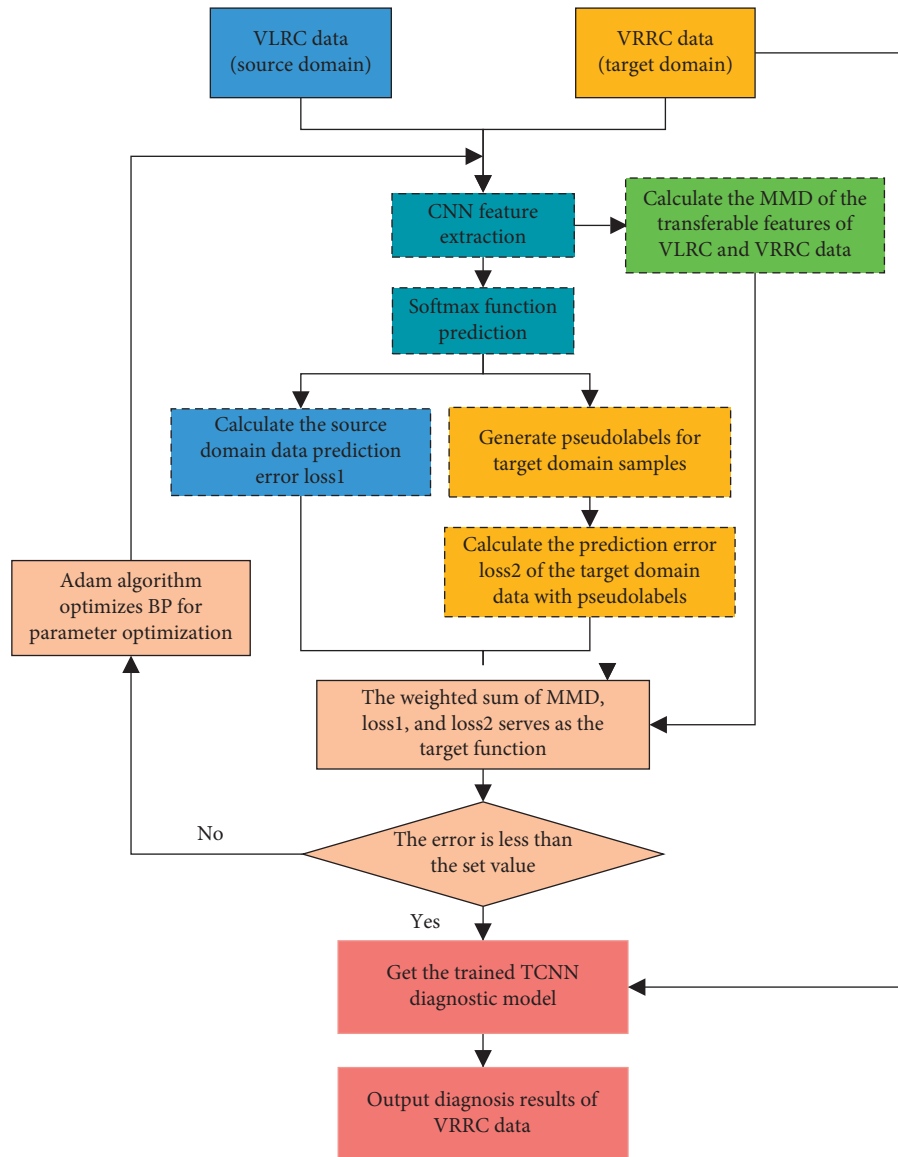 VLRC data
(source domain)
VRRC data
(target domain)
CNN feature
extraction
Calculate the MMD of the
transferable features of
VLRC and VRRC data
Softmax function
prediction
Calculate the source
domain data prediction
error loss1
Generate pseudolabels for
target domain samples
Calculate the prediction error
loss2 of the target domain
data with pseudolabels
Adam algorithm
optimizes BP for
parameter optimization
The weighted sum of MMD,
loss1, and loss2 serves as the
target function
No
The error is less than
the set value
Yes
Get the trained TCNN
diagnostic model
Output diagnosis results of
VRRC data